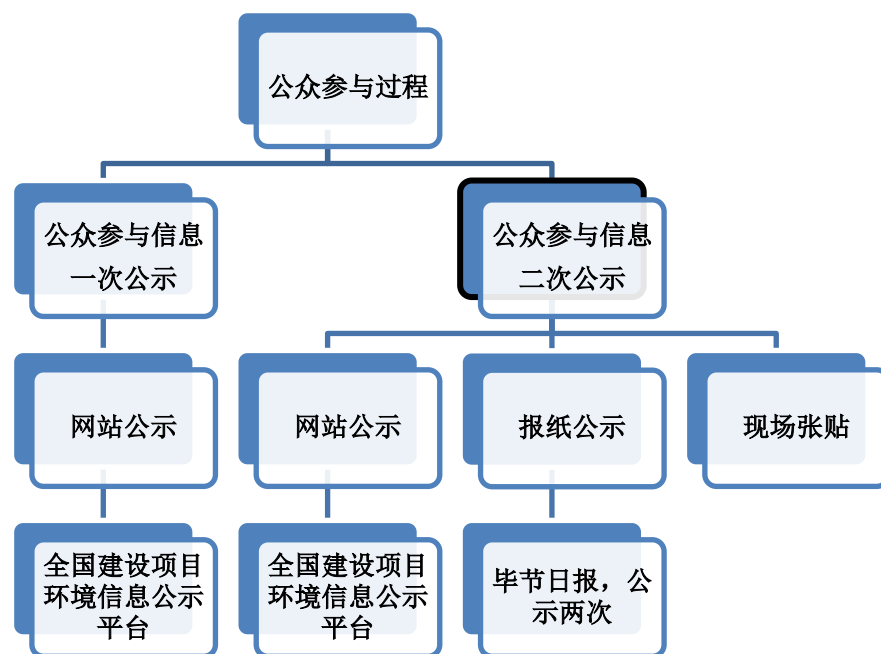 公众参与过程
公众参与信息
一次公示
公众参与信息
二次公示
网站公示
网站公示
报纸公示
现场张贴
全国建设项目
环境信息公示
平台
全国建设项目
环境信息公示
平台
毕节日报，公
示两次